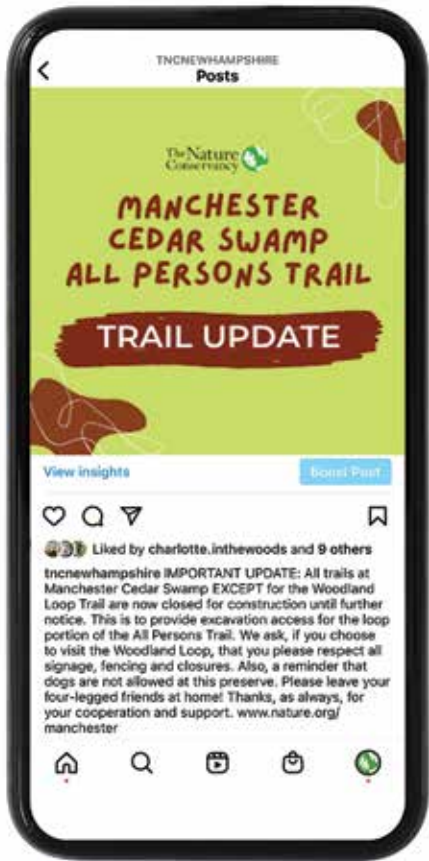 TNCNEWHAMPSHIRE
Posts
The Nature
Conservancy
MANCHESTER
CEDAR SWAMP
ALL PERSONS TRAIL
TRAIL UPDATE
View insights
Boost Post
Liked by charlotte.inthewoods and 9 others
tncnewhampshire IMPORTANT UPDATE: All trails at
Manchester Cedar Swamp EXCEPT for the Woodland
Loop Trail are now closed for construction until further
notice. This is to provide excavation access for the loop
portion of the All Persons Trail. We ask, if you choose
to visit the Woodland Loop, that you please respect all
signage, fencing and closures. Also, a reminder that
dogs are not allowed at this preserve. Please leave your
four-legged friends at home! Thanks, as always, for
your cooperation and support. www.nature.org/
manchester